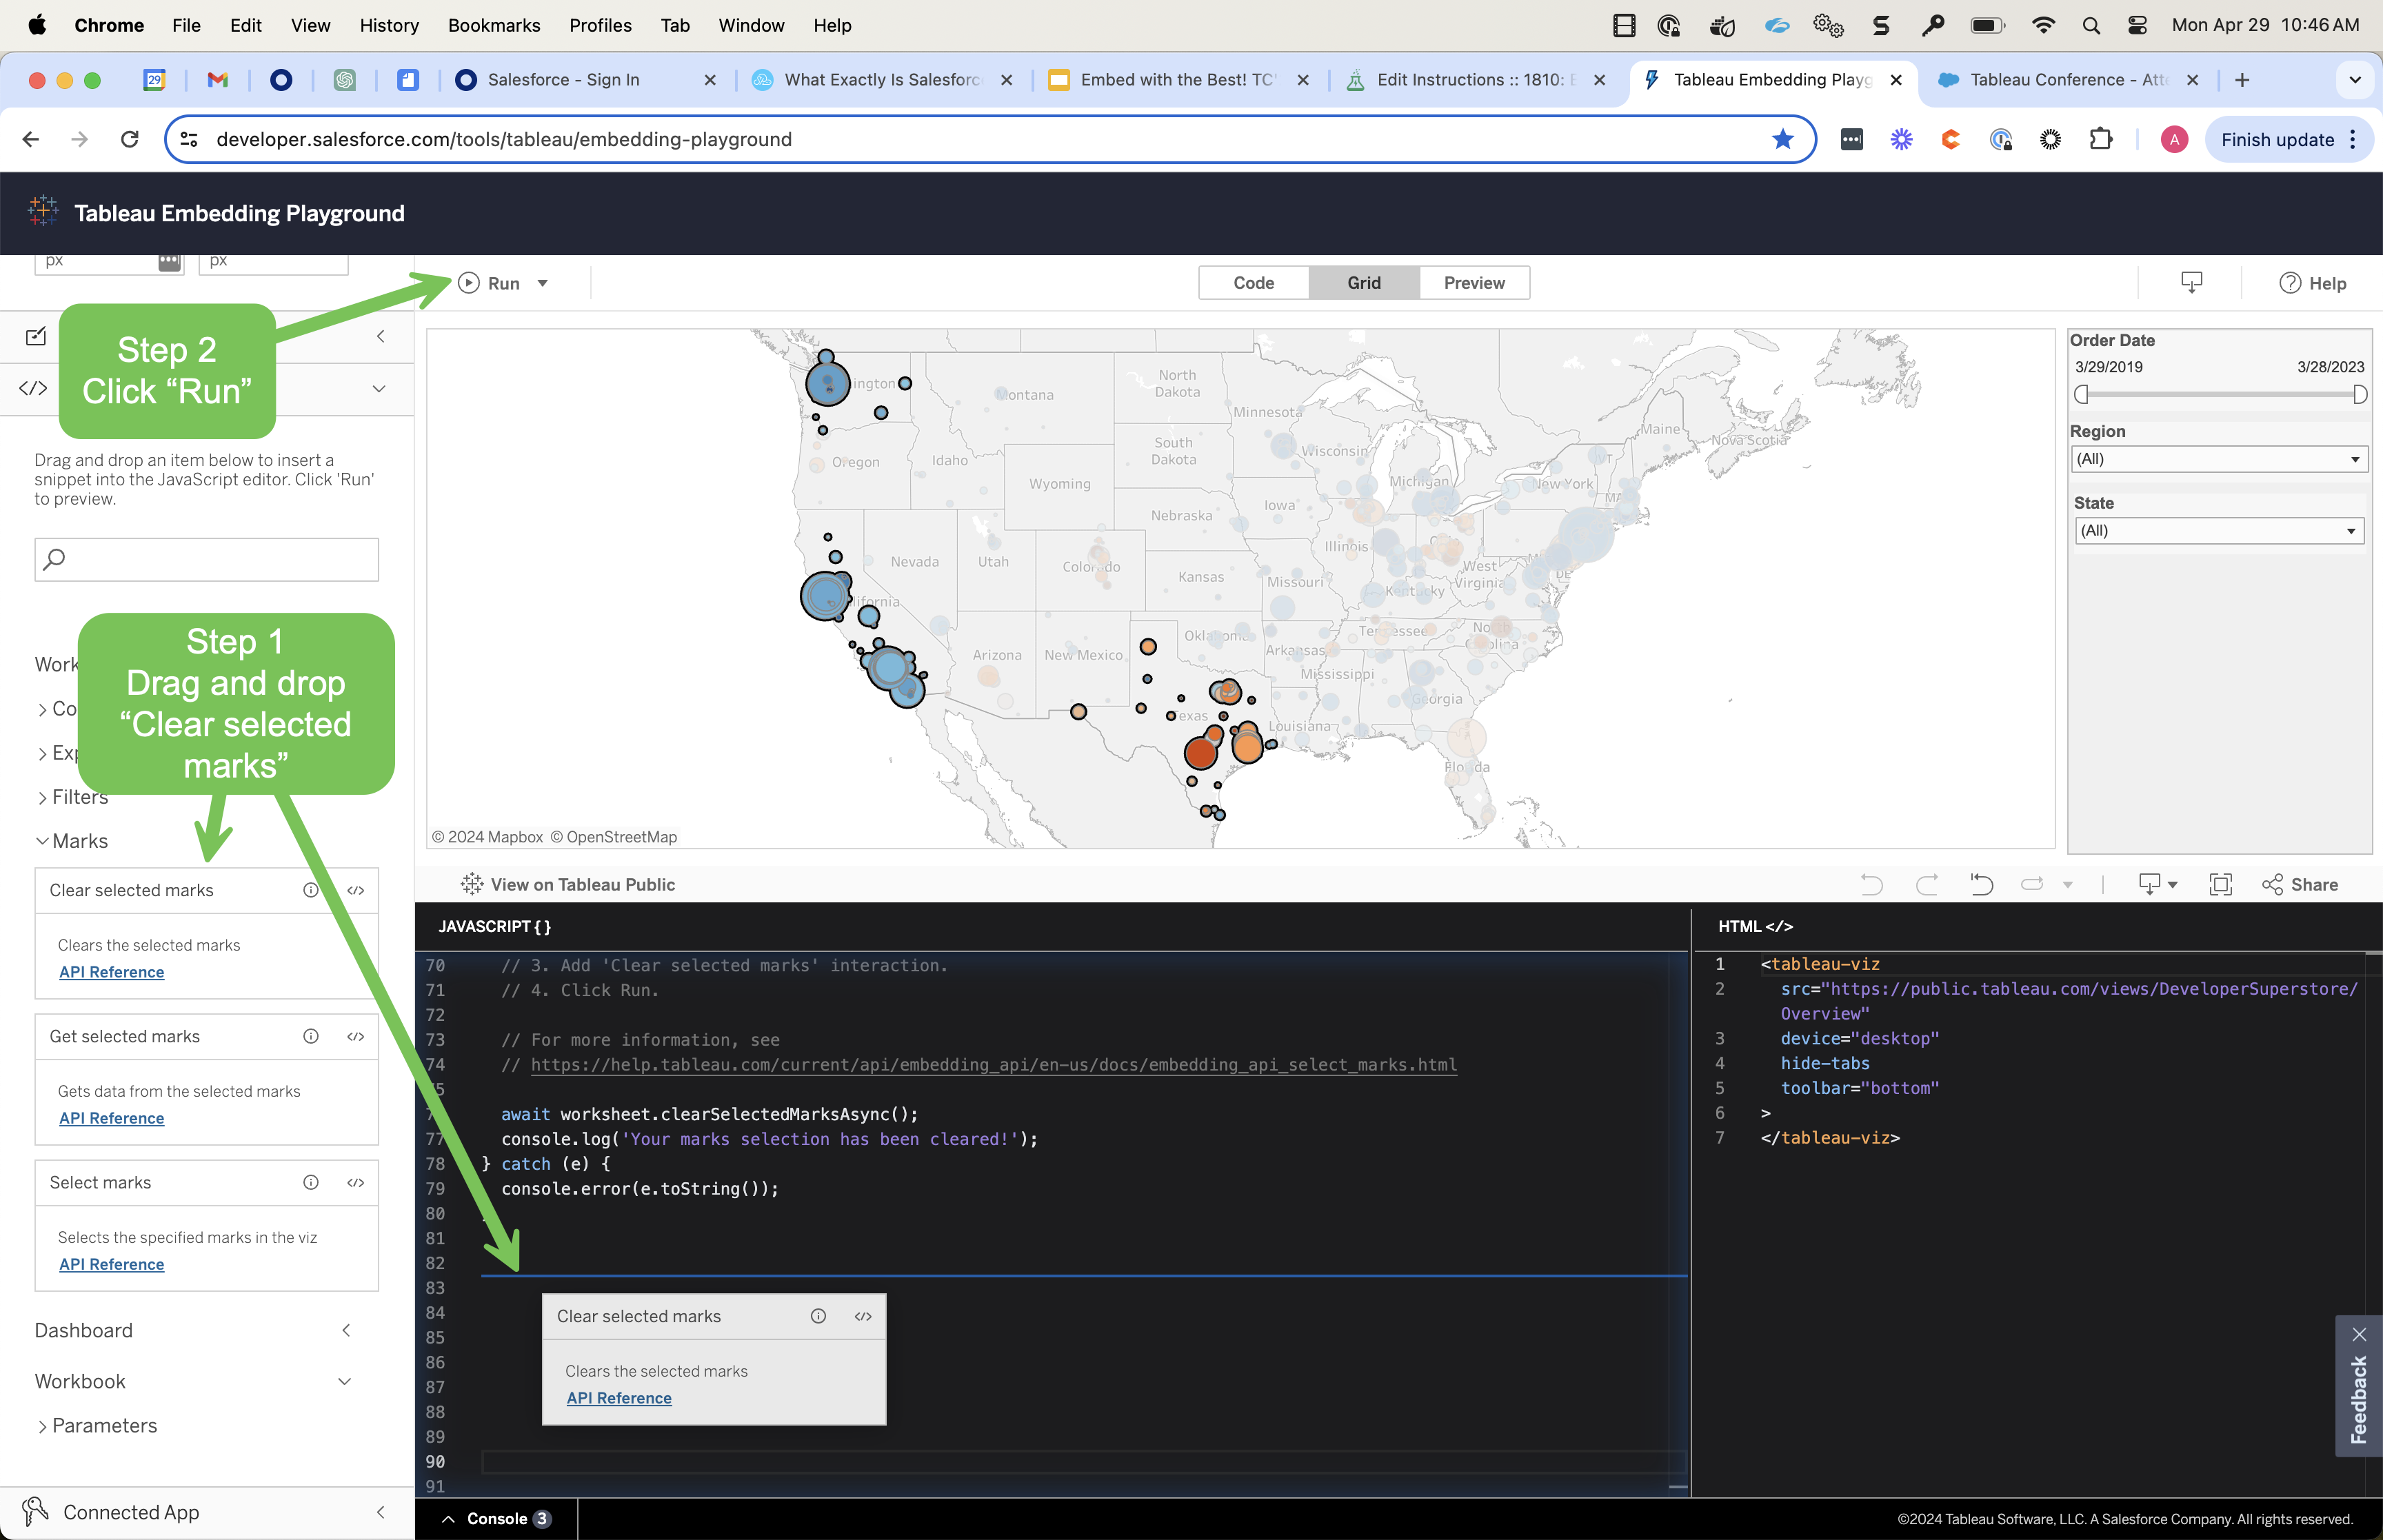 Chrome File Edit View History Bookmarks Profiles Tab Window Help Mon Apr 29 10:46 AM
29 Salesforce - Sign In What Exactly Is Salesforc Embed with the Best! TC' Edit Instructions :: 1810: E Tableau Embedding Playg Tableau Conference - Atte
developer.salesforce.com/tools/tableau/embedding-playground A Finish update
Tableau Embedding Playground
px px
Run Code Grid Preview Help
Step 2
Click “Run”
Drag and drop an item below to insert a
snippet into the JavaScript editor. Click 'Run'
to preview.
Step 1
Drag and drop
“Clear selected
marks”
Work
Co
Exp
Filters
Marks
Clear selected marks
Clears the selected marks
API Reference
Get selected marks
Gets data from the selected marks
API Reference
Select marks
Selects the specified marks in the viz
API Reference
Dashboard
Workbook
Parameters
Connected App
ington
Montana
North
Dakota
Minnesota
Maine
Nova Scotia
Oregon
Idaho
South
Dakota
Wisconsin
VT
Wyoming
Michigan
New York
MA
Nebraska
Iowa
Illinois
Nevada
Utah
Colorado
Kansas
Missouri
West
Virginia
DE
Kentucky
lifornia
Arizona
New Mexico
Oklahoma
Arkansas
Tennessee
North
Carolina
Mississippi
Georgia
Texas
Louisiana
Florida
© 2024 Mapbox © OpenStreetMap
Order Date
3/29/2019 3/28/2023
Region
(All)
State
(All)
View on Tableau Public Share
JAVASCRIPT { }
70 // 3. Add 'Clear selected marks' interaction.
71 // 4. Click Run.
72
73 // For more information, see
74 // https://help.tableau.com/current/api/embedding_api/en-us/docs/embedding_api_select_marks.html
5
7 await worksheet.clearSelectedMarksAsync();
77 console.log('Your marks selection has been cleared!');
78 } catch (e) {
79 console.error(e.toString());
80
81
82
83
84
85
86
87
88
89
90
91
Clear selected marks
Clears the selected marks
API Reference
HTML </>
1 <tableau-viz
2 src="https://public.tableau.com/views/DeveloperSuperstore/
Overview"
3 device="desktop"
4 hide-tabs
5 toolbar="bottom"
6 >
7 </tableau-viz>
Feedback
Console 3
©2024 Tableau Software, LLC. A Salesforce Company. All rights reserved.